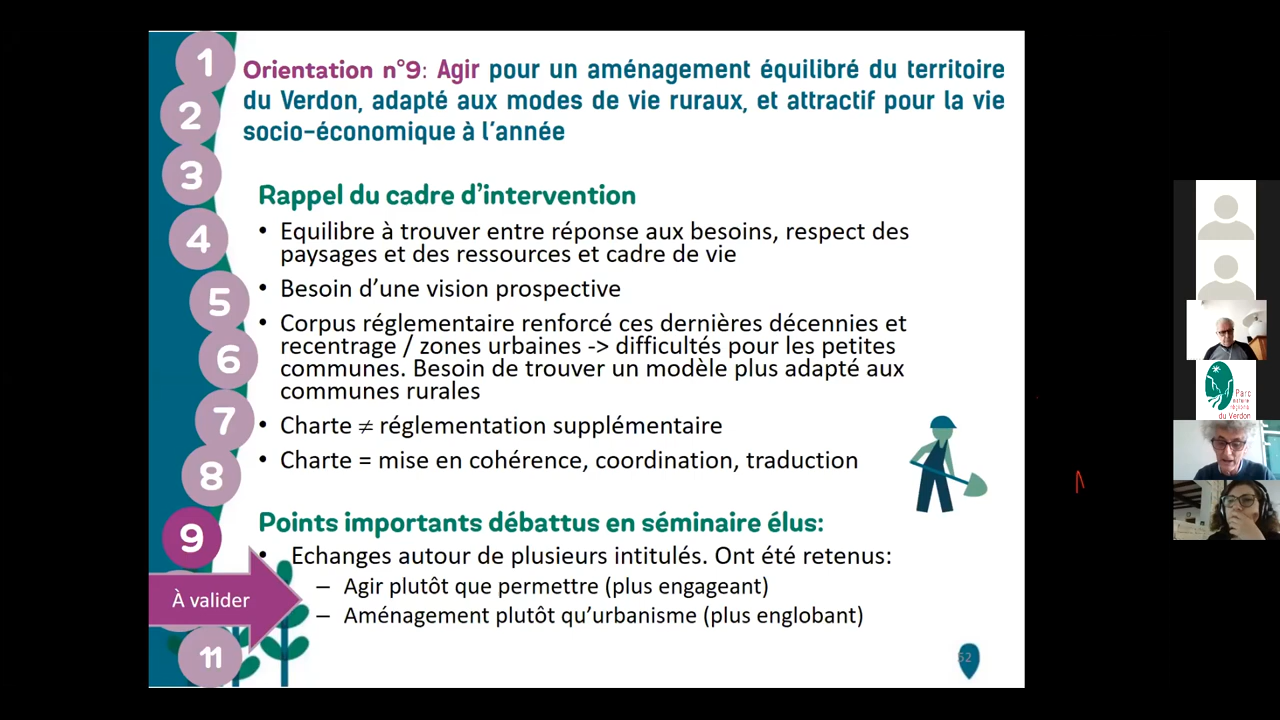 1
2
3
4
5
6
7
8
9
11
Orientation n°9: Agir pour un aménagement équilibré du territoire
du Verdon, adapté aux modes de vie ruraux, et attractif pour la vie
socio-économique à l'année
Rappel du cadre d'intervention
• Equilibre à trouver entre réponse aux besoins, respect des
paysages et des ressources et cadre de vie
• Besoin d'une vision prospective
• Corpus réglementaire renforcé ces dernières décennies et
recentrage / zones urbaines -> difficultés pour les petites
communes. Besoin de trouver un modèle plus adapté aux
communes rurales
• Charte ≠ réglementation supplémentaire
• Charte = mise en cohérence, coordination, traduction
Points importants débattus en séminaire élus:
• Echanges autour de plusieurs intitulés. Ont été retenus:
– Agir plutôt que permettre (plus engageant)
– Aménagement plutôt qu'urbanisme (plus englobant)
À valider
52
Parc
naturel
régional
du Verdon